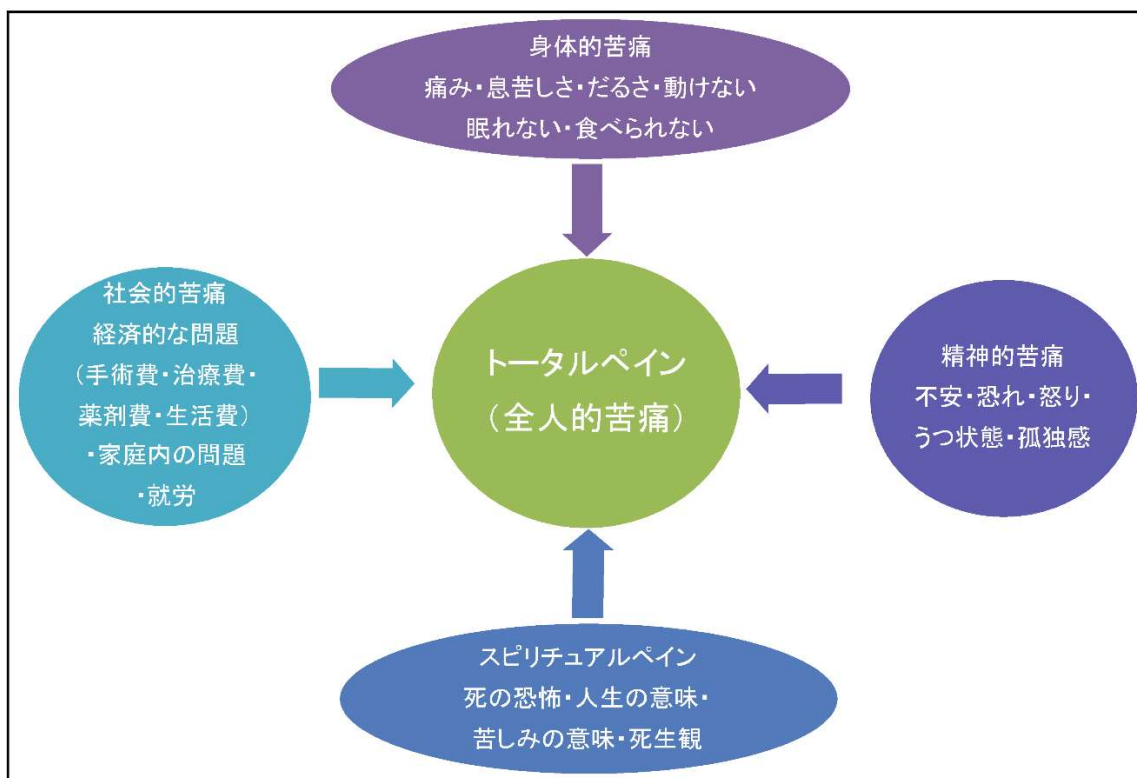 身体的苦痛
痛み・息苦しさ・だるさ・動けない
眠れない・食べられない
社会的苦痛
経済的な問題
(手術費・治療費・
薬剤費・生活費)
・家庭内の問題
・就労
トータルペイン
(全人的苦痛)
精神的苦痛
不安・恐れ・怒り・
うつ状態・孤独感
スピリチュアルペイン
死の恐怖・人生の意味・
苦しみの意味・死生観